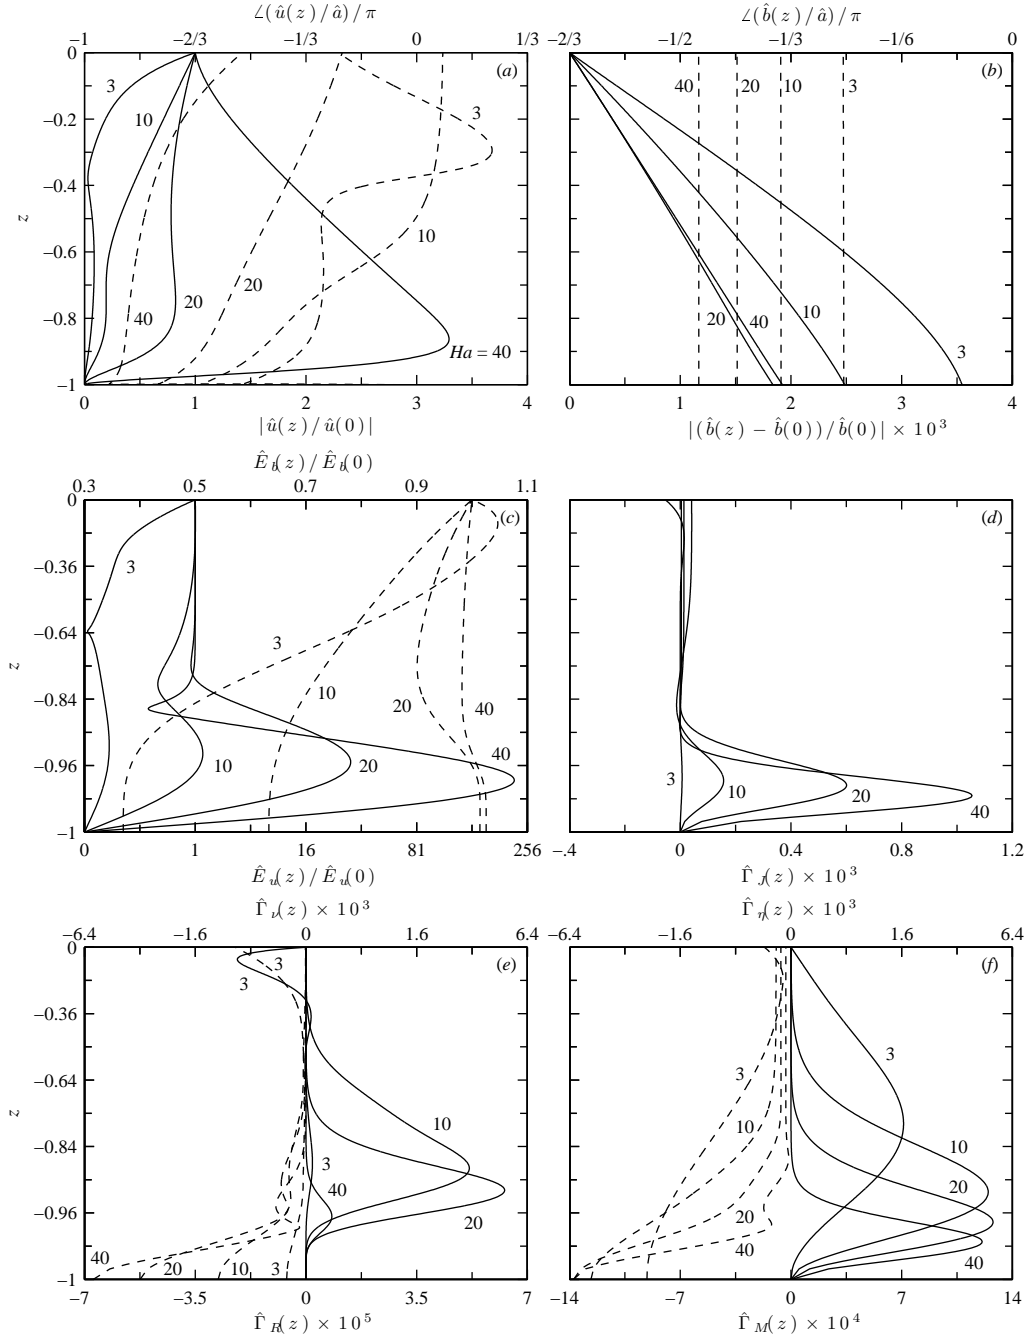 ∠(û(z)/â)/π
∠(b̂(z)/â)/π
−1 −2/3 −1/3 0 1/3
−2/3 −1/2 −1/3 −1/6 0
(a)
0
−0.2
−0.4
−0.6
−0.8
−1
z
3
10
3
10
20
20
40
Ha = 40
0 1 2 3 4
|û(z)/û(0)|
(b)
40 20 10 3
20 40 10 3
0 1 2 3 4
|(b̂(z) − b̂(0))/b̂(0)| × 10³
Ê_b(z)/Ê_b(0)
0.3 0.5 0.7 0.9 1.1
(c)
0
−0.36
−0.64
−0.84
−0.96
−1
z
3
3
10
20
40
10
20
40
0 1 16 81 256
Ê_u(z)/Ê_u(0)
(d)
3 10 20 40
−.4 0 0.4 0.8 1.2
Γ̂_J(z) × 10³
Γ̂_ν(z) × 10³
−6.4 −1.6 0 1.6 6.4
(e)
0
−0.36
−0.64
−0.84
−0.96
−1
z
3
3
10
3
40
20
40 20 10 3
−7 −3.5 0 3.5 7
Γ̂_R(z) × 10⁵
Γ̂_η(z) × 10³
−6.4 −1.6 0 1.6 6.4
(f)
3
3
10
10
20
20
40
40
−14 −7 0 7 14
Γ̂_M(z) × 10⁴